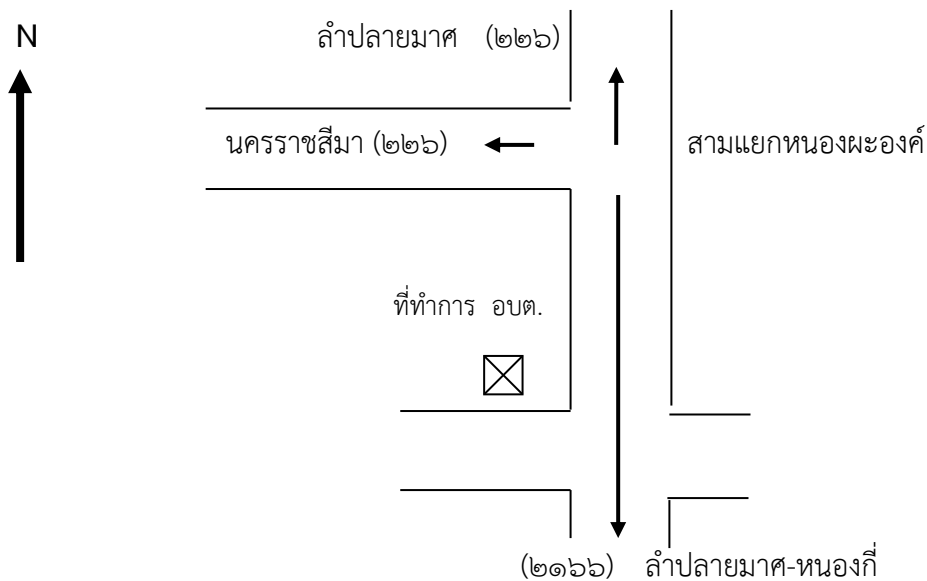 N
ลำปลายมาศ (๒๒๖)
นครราชสีมา (๒๒๖)
สามแยกหนองผะองค์
ที่ทำการ อบต.
(๒๑๖๖) ลำปลายมาศ-หนองกี่